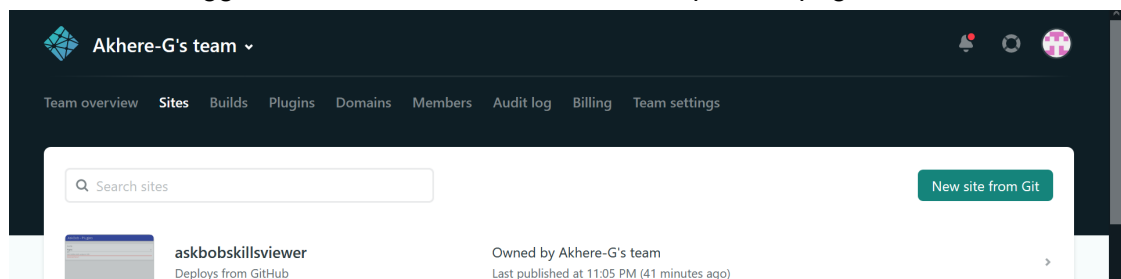 Akhere-G's team
Team overview Sites Builds Plugins Domains Members Audit log Billing Team settings
Search sites
New site from Git
askbobskillsviewer
Owned by Akhere-G's team
Deploys from GitHub
Last published at 11:05 PM (41 minutes ago)